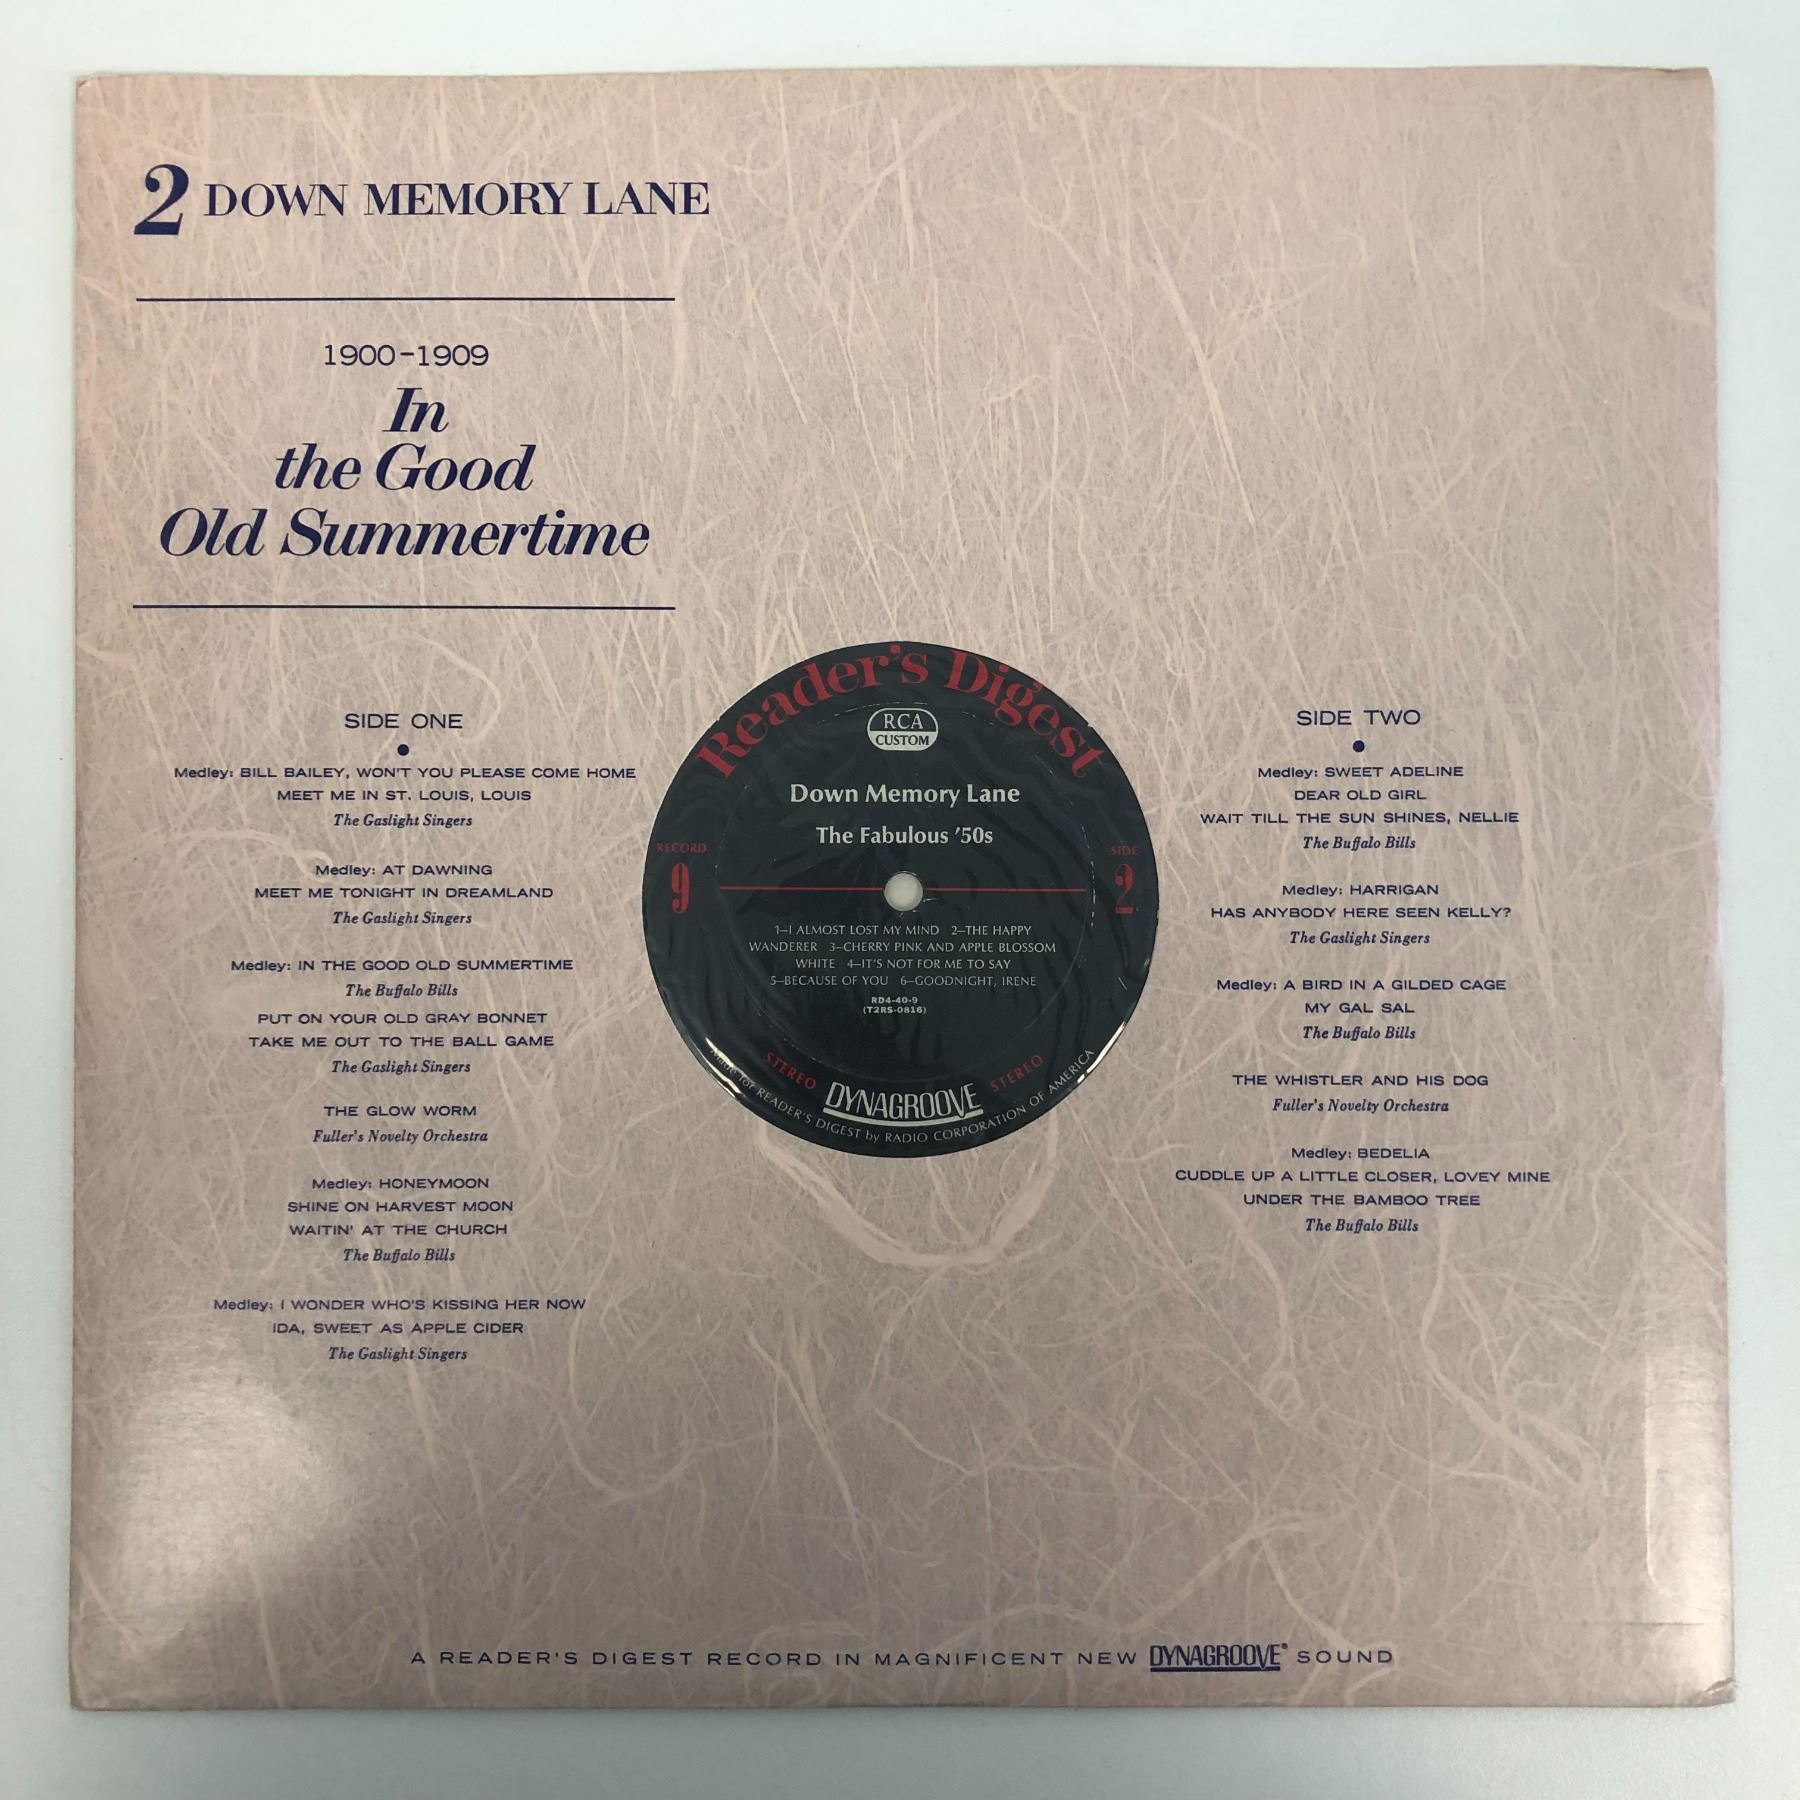 2 DOWN MEMORY LANE
1900-1909
In
the Good
Old Summertime
SIDE ONE
Medley: BILL BAILEY, WON'T YOU PLEASE COME HOME
MEET ME IN ST. LOUIS, LOUIS
The Gaslight Singers
Medley: AT DAWNING
MEET ME TONIGHT IN DREAMLAND
The Gaslight Singers
Medley: IN THE GOOD OLD SUMMERTIME
The Buffalo Bills
PUT ON YOUR OLD GRAY BONNET
TAKE ME OUT TO THE BALL GAME
The Gaslight Singers
THE GLOW WORM
Fuller's Novelty Orchestra
Medley: HONEYMOON
SHINE ON HARVEST MOON
WAITIN' AT THE CHURCH
The Buffalo Bills
Medley: I WONDER WHO'S KISSING HER NOW
IDA, SWEET AS APPLE CIDER
The Gaslight Singers
Reader's Digest
RCA
CUSTOM
Down Memory Lane
The Fabulous '50s
RECORD
9
SIDE
2
1—I ALMOST LOST MY MIND 2—THE HAPPY
WANDERER 3—CHERRY PINK AND APPLE BLOSSOM
WHITE 4—IT'S NOT FOR ME TO SAY
5—BECAUSE OF YOU 6—GOODNIGHT, IRENE
RD4-40-9
(T2RS-0816)
STEREO
DYNAGROOVE
STEREO
Made for READER'S DIGEST by RADIO CORPORATION OF AMERICA
SIDE TWO
Medley: SWEET ADELINE
DEAR OLD GIRL
WAIT TILL THE SUN SHINES, NELLIE
The Buffalo Bills
Medley: HARRIGAN
HAS ANYBODY HERE SEEN KELLY?
The Gaslight Singers
Medley: A BIRD IN A GILDED CAGE
MY GAL SAL
The Buffalo Bills
THE WHISTLER AND HIS DOG
Fuller's Novelty Orchestra
Medley: BEDELIA
CUDDLE UP A LITTLE CLOSER, LOVEY MINE
UNDER THE BAMBOO TREE
The Buffalo Bills
A READER'S DIGEST RECORD IN MAGNIFICENT NEW DYNAGROOVE® SOUND